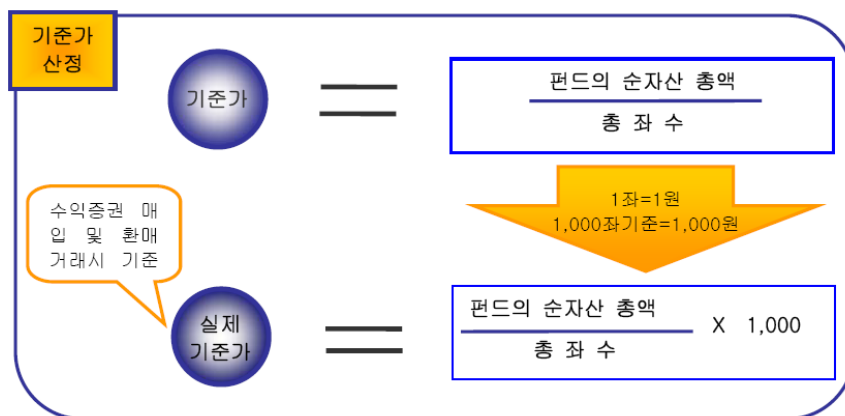 기준가
산정
기준가
펀드의 순자산 총액
총 좌 수
1좌=1원
1,000좌기준=1,000원
수익증권 매
입 및 환매
거래시 기준
실제
기준가
펀드의 순자산 총액
총 좌 수
X 1,000